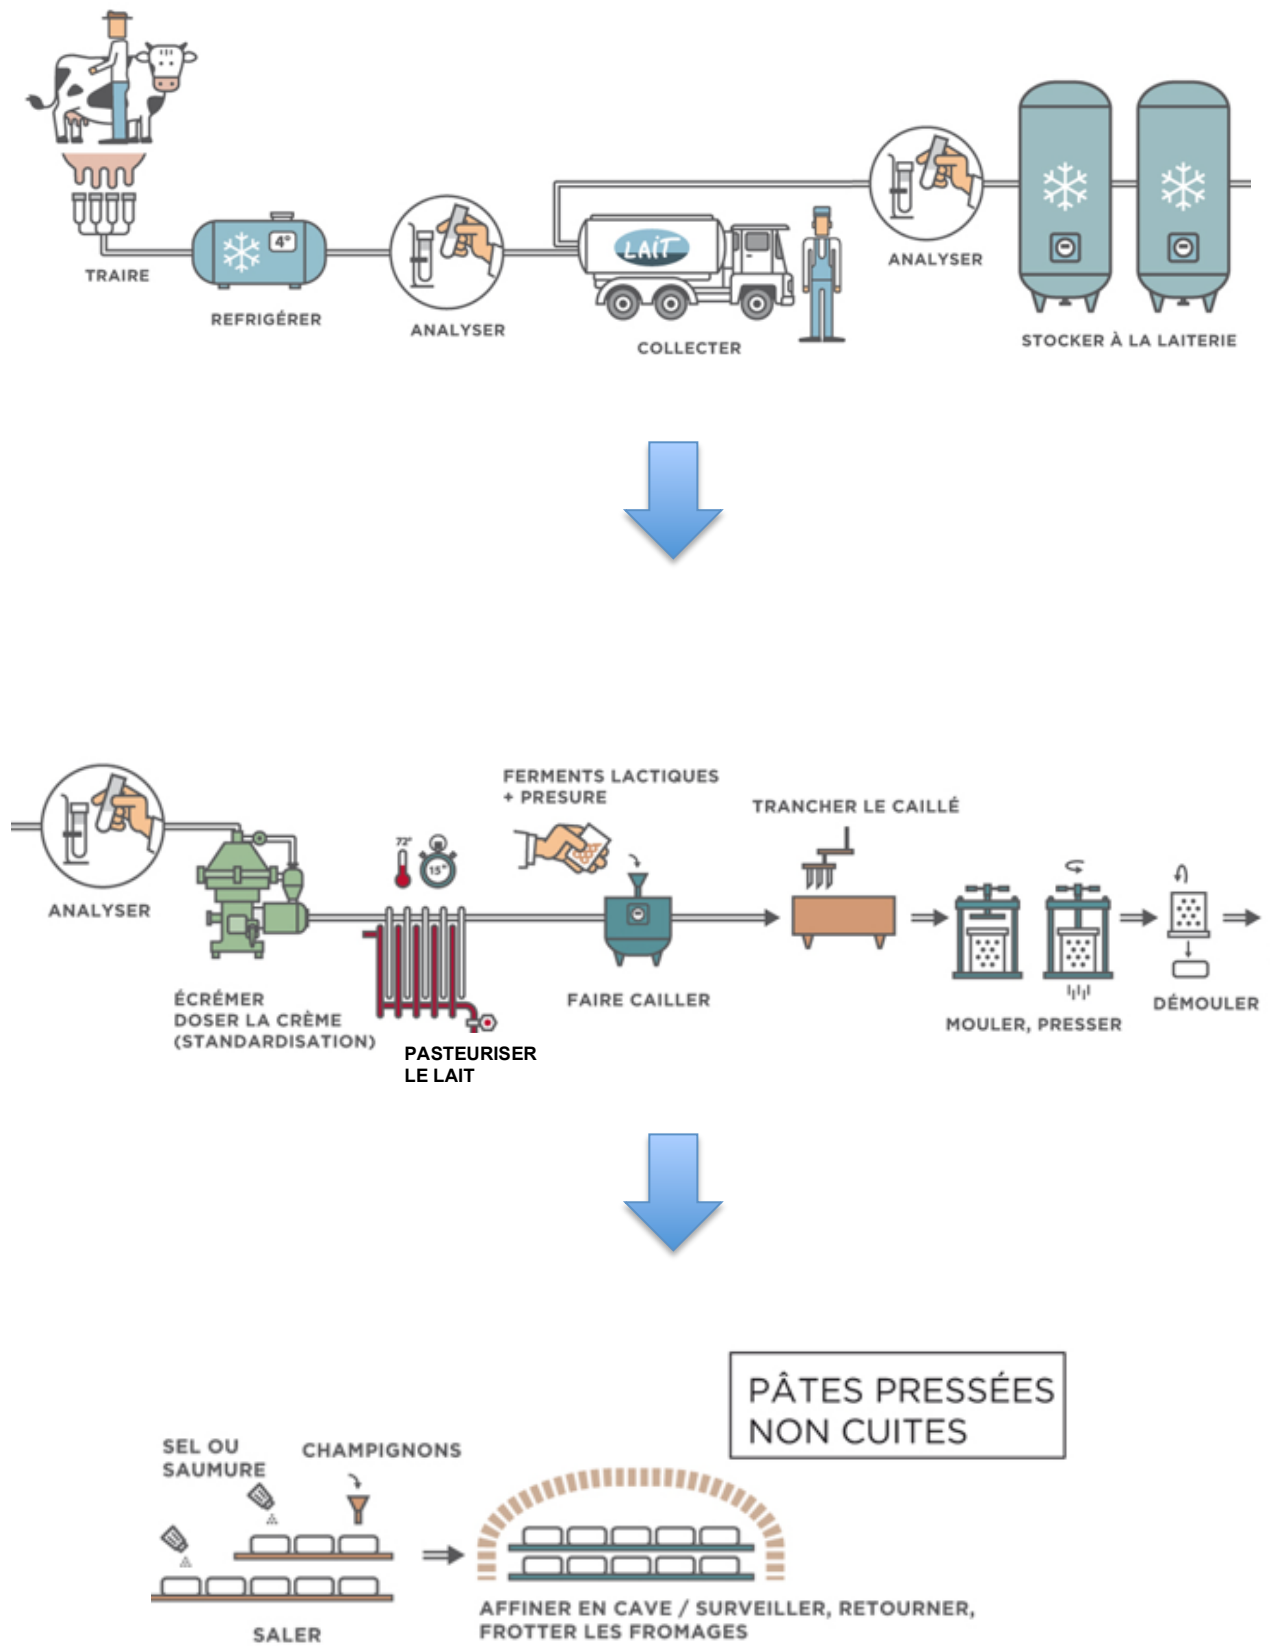 4°
TRAIRE
REFRIGÉRER
ANALYSER
LAiT
COLLECTER
ANALYSER
STOCKER À LA LAITERIE
ANALYSER
ÉCRÉMER
DOSER LA CRÈME
(STANDARDISATION)
72°
15"
PASTEURISER
LE LAIT
FERMENTS LACTIQUES
+ PRESURE
FAIRE CAILLER
TRANCHER LE CAILLÉ
MOULER, PRESSER
DÉMOULER
PÂTES PRESSÉES
NON CUITES
SEL OU
SAUMURE
CHAMPIGNONS
SALER
AFFINER EN CAVE / SURVEILLER, RETOURNER,
FROTTER LES FROMAGES